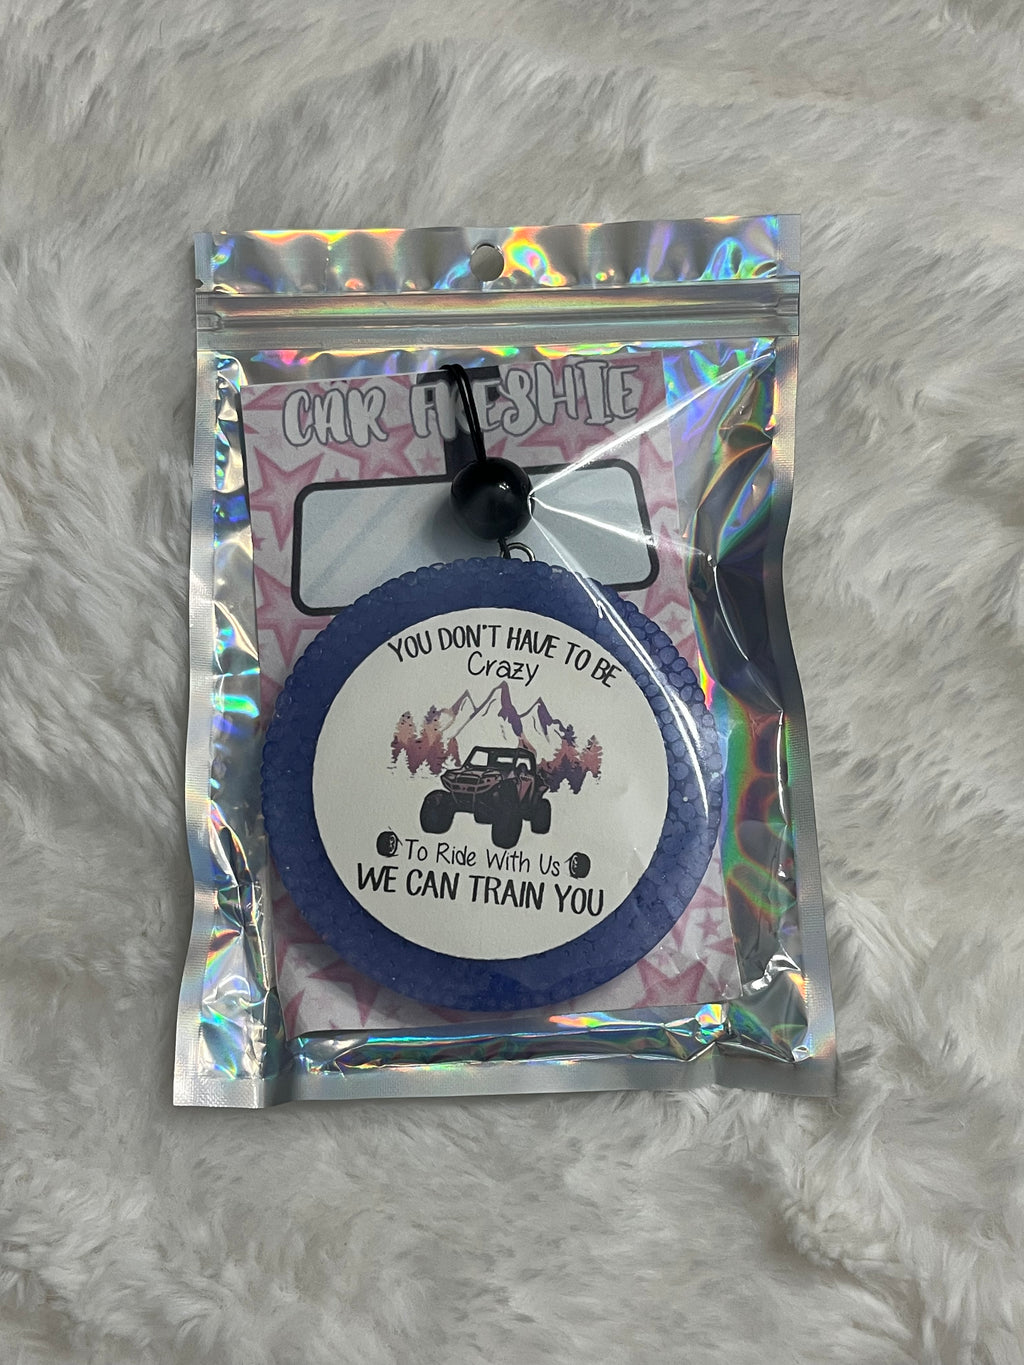 CAR FRESHIE
YOU DON'T HAVE TO BE
Crazy
To Ride With Us
WE CAN TRAIN YOU